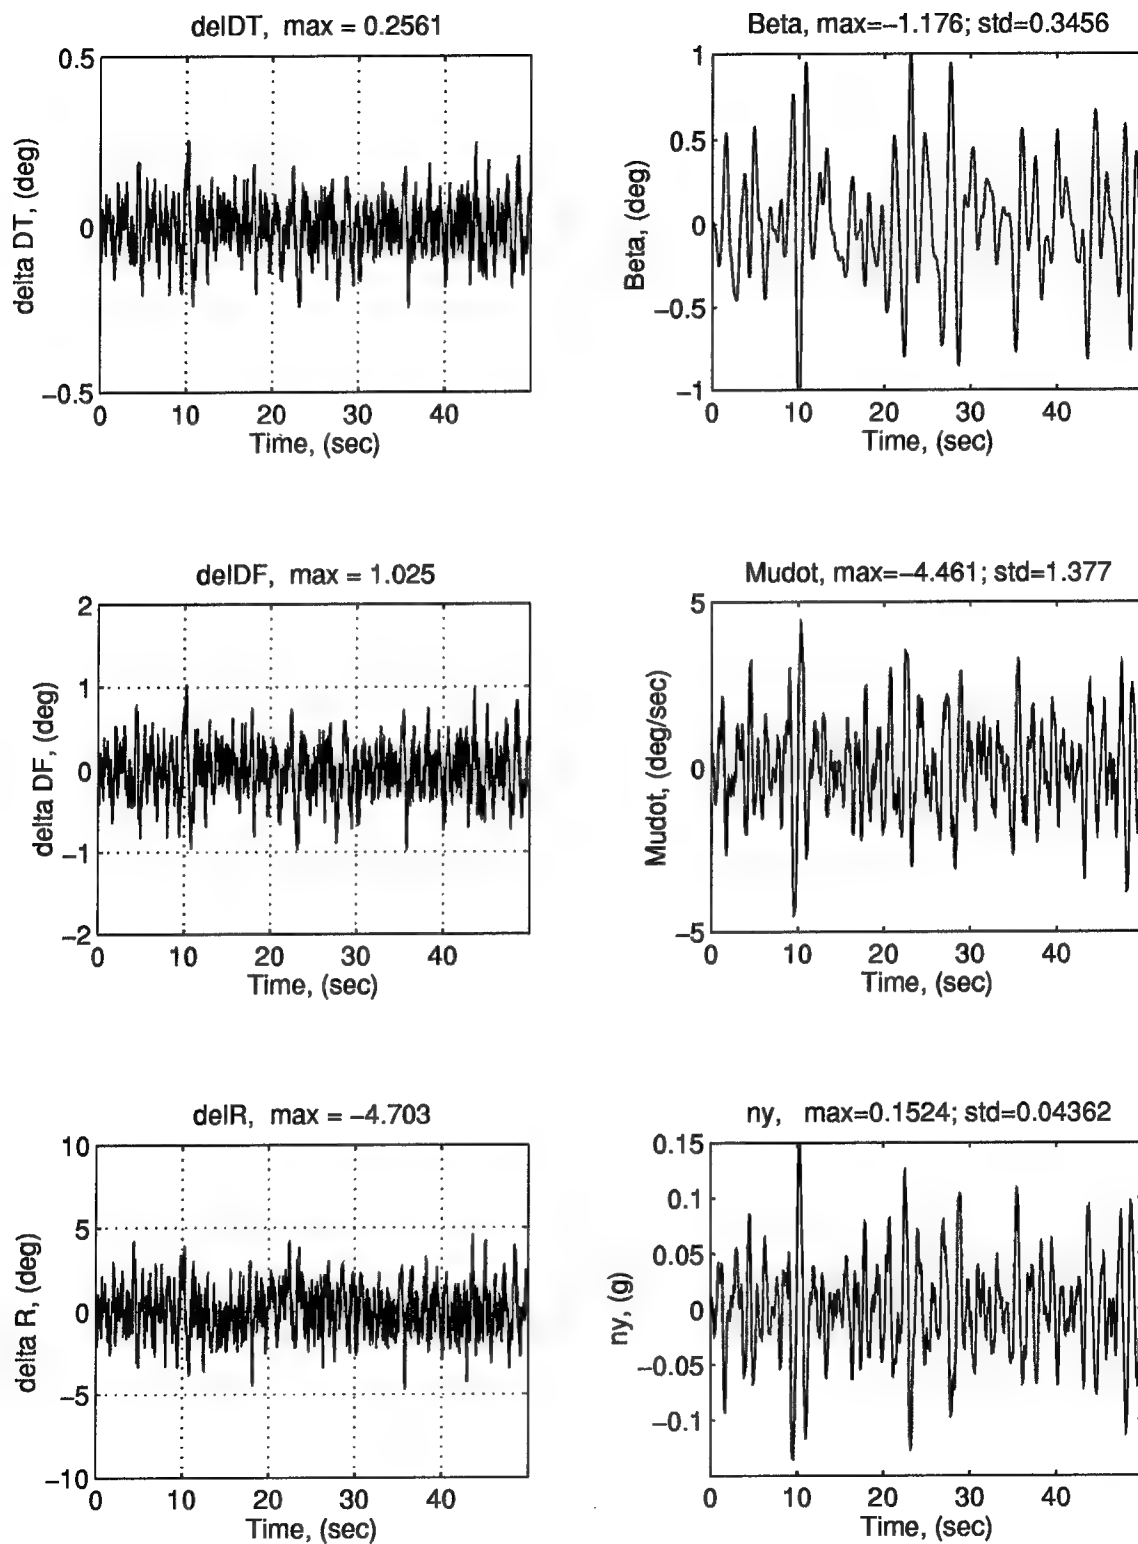 delDT, max = 0.2561
0.5
0
−0.5
delta DT, (deg)
0 10 20 30 40
Time, (sec)
Beta, max=−1.176; std=0.3456
1
0.5
0
−0.5
−1
Beta, (deg)
0 10 20 30 40
Time, (sec)
delDF, max = 1.025
2
1
0
−1
−2
delta DF, (deg)
0 10 20 30 40
Time, (sec)
Mudot, max=−4.461; std=1.377
5
0
−5
Mudot, (deg/sec)
0 10 20 30 40
Time, (sec)
delR, max = −4.703
10
5
0
−5
−10
delta R, (deg)
0 10 20 30 40
Time, (sec)
ny, max=0.1524; std=0.04362
0.15
0.1
0.05
0
−0.05
−0.1
ny, (g)
0 10 20 30 40
Time, (sec)